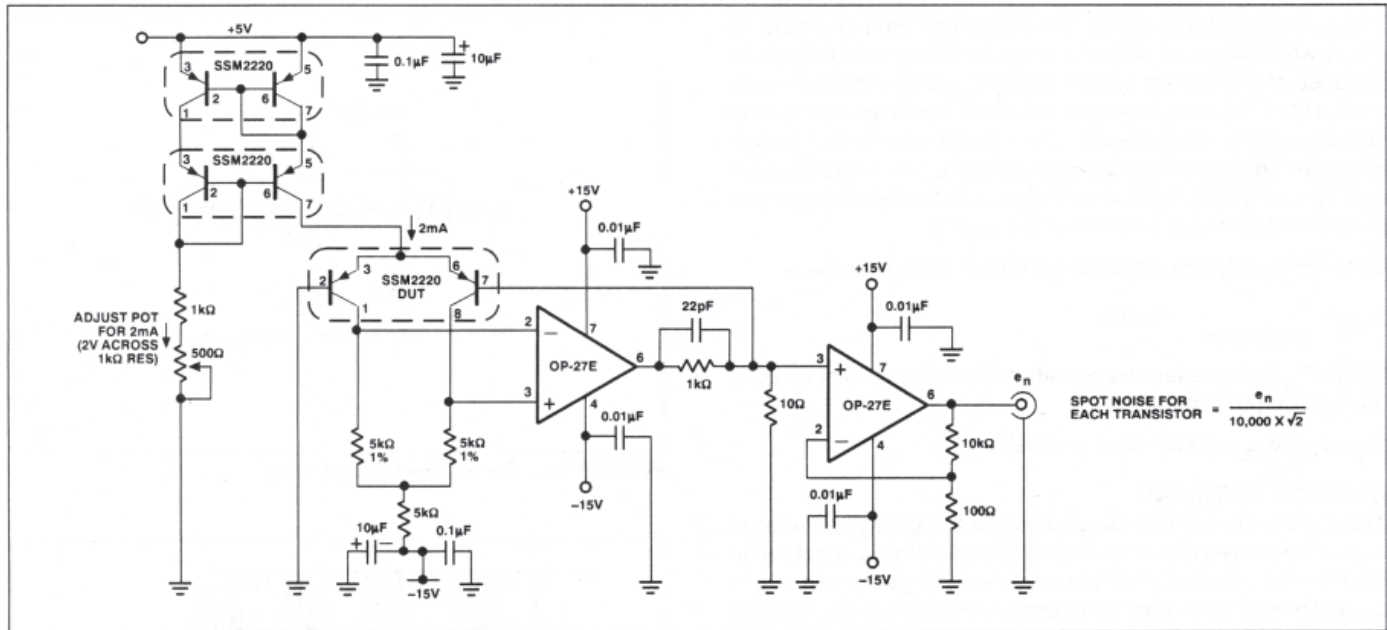 +5V
SSM2220
3
5
2
6
1
7
0.1µF
+
10µF
SSM2220
3
5
2
6
1
7
2mA
1kΩ
ADJUST POT
FOR 2mA
(2V ACROSS
1kΩ RES)
500Ω
2
3
6
7
SSM2220
DUT
1
8
+15V
0.01µF
2
−
7
6
OP-27E
3
+
4
0.01µF
−15V
22pF
1kΩ
10Ω
5kΩ
1%
5kΩ
1%
5kΩ
10µF
+
−
0.1µF
−15V
+15V
0.01µF
3
+
7
OP-27E
6
2
−
4
0.01µF
−15V
10kΩ
100Ω
en
SPOT NOISE FOR
EACH TRANSISTOR = en
10,000 X √2